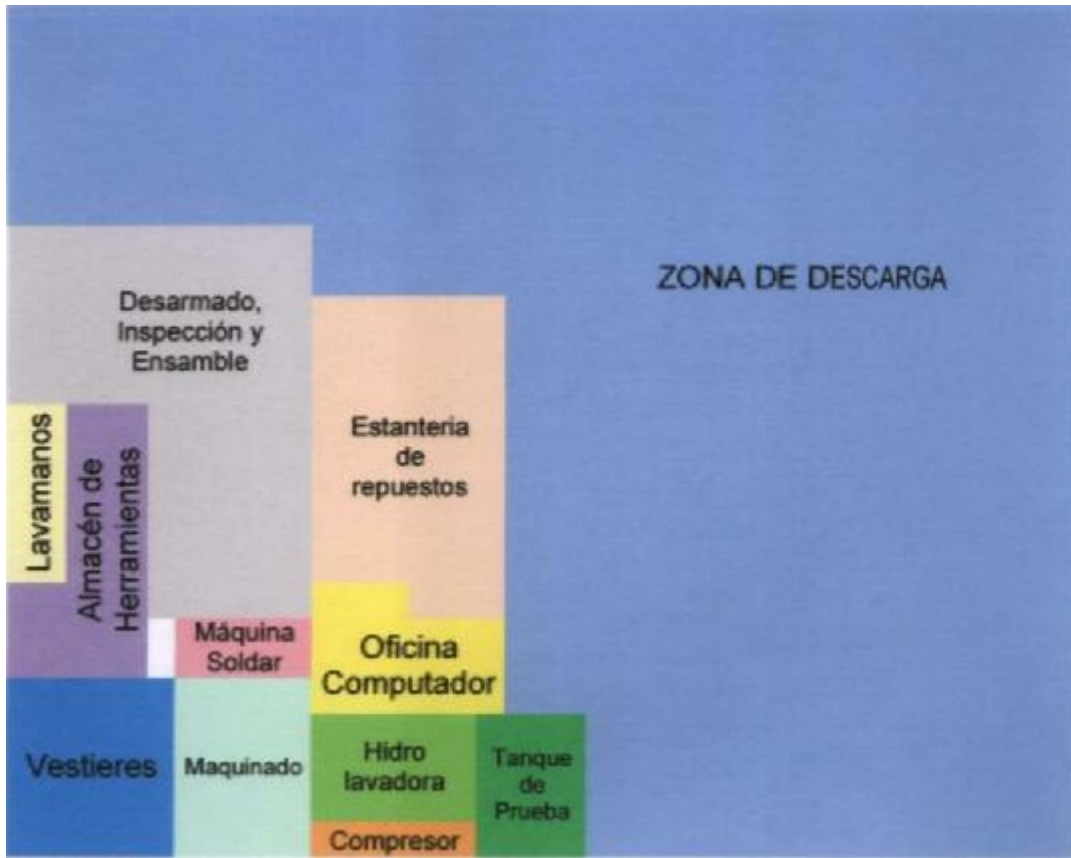 ZONA DE DESCARGA
Desarmado,
Inspección y
Ensamble
Estanteria
de
repuestos
Lavamanos
Almacén de
Herramientas
Máquina
Soldar
Oficina
Computador
Vestieres
Maquinado
Hidro
lavadora
Tanque
de
Prueba
Compresor